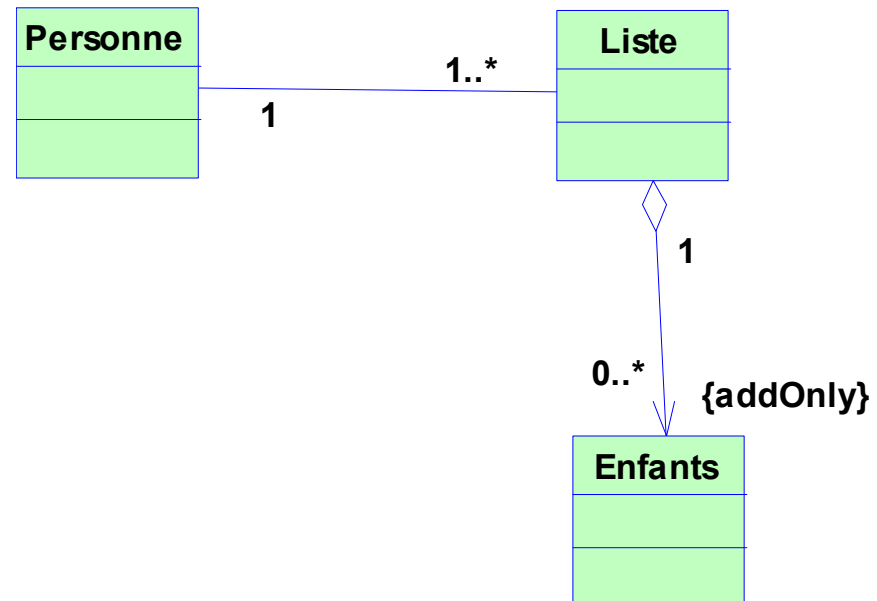 Personne
Liste
1..*
1
1
0..*
{addOnly}
Enfants